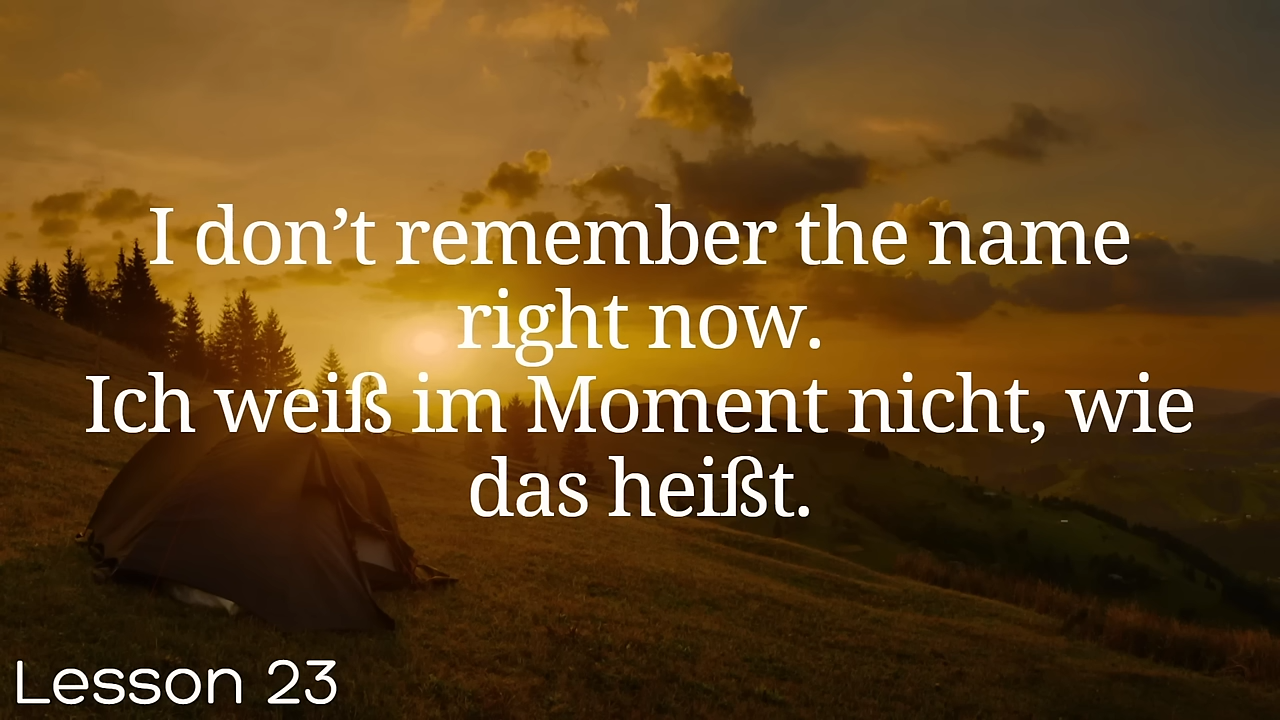 I don’t remember the name
right now.
Ich weiß im Moment nicht, wie
das heißt.
Lesson 23